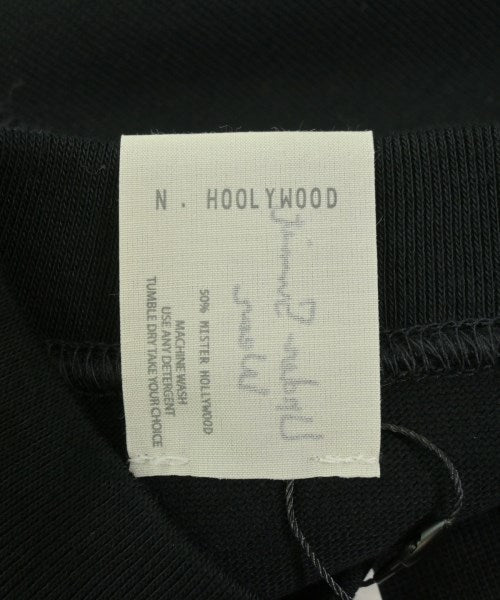 N . HOOLYWOOD
50% MISTER HOLLYWOOD
MACHINE WASH
USE ANY DETERGENT
TUMBLE DRY TAKE YOUR CHOICE